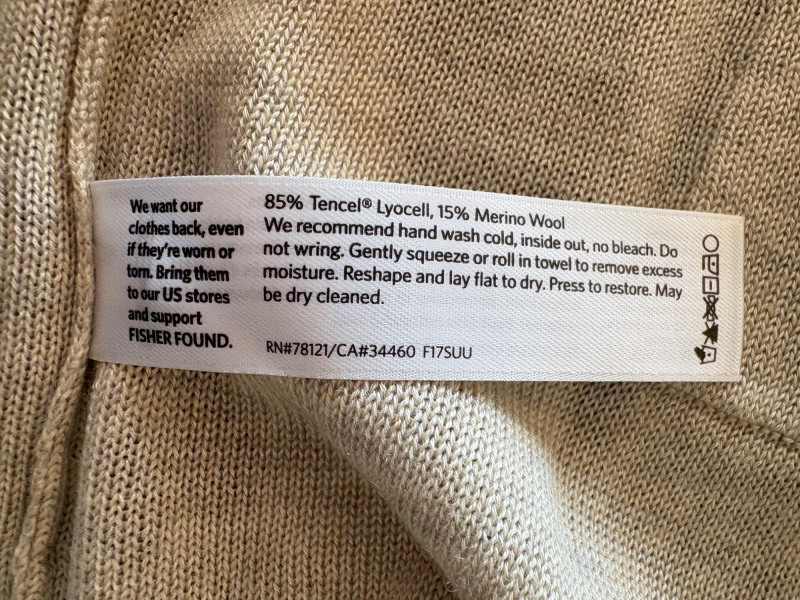 We want our
clothes back, even
if they're worn or
torn. Bring them
to our US stores
and support
FISHER FOUND.
85% Tencel® Lyocell, 15% Merino Wool
We recommend hand wash cold, inside out, no bleach. Do
not wring. Gently squeeze or roll in towel to remove excess
moisture. Reshape and lay flat to dry. Press to restore. May
be dry cleaned.
RN#78121/CA#34460 F17SUU